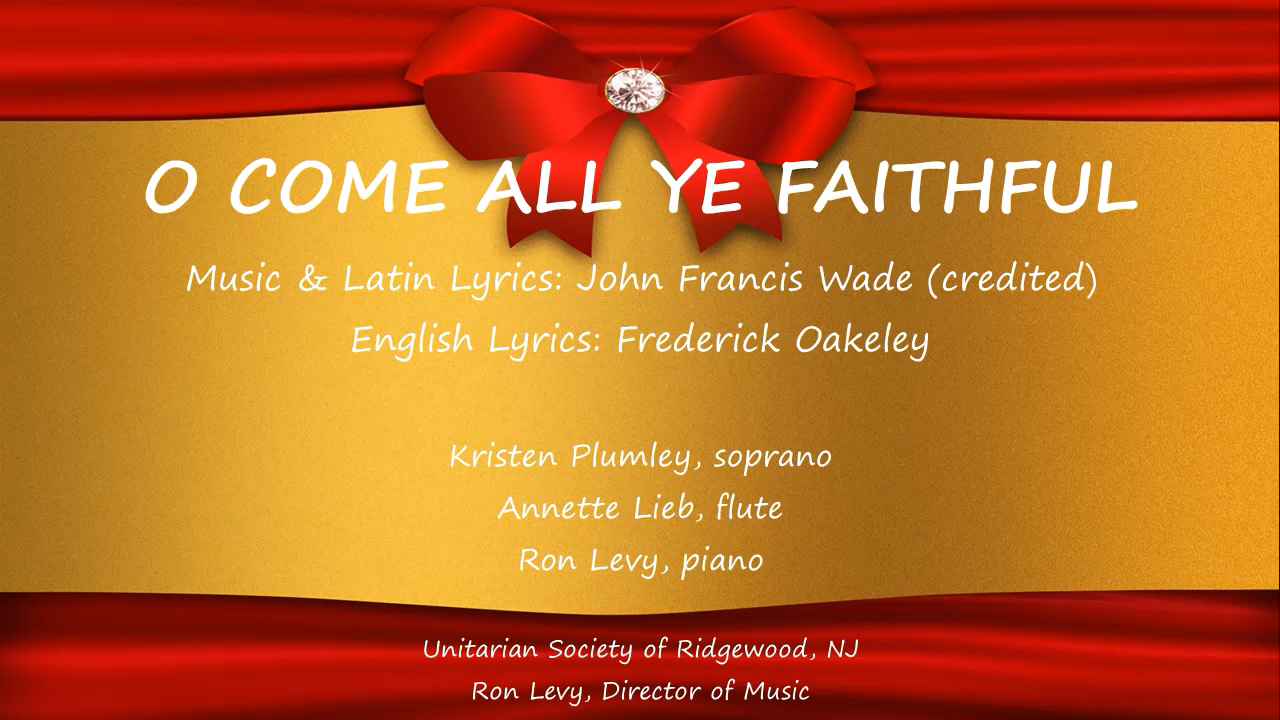 O COME ALL YE FAITHFUL
Music & Latin Lyrics: John Francis Wade (credited)
English Lyrics: Frederick Oakeley
Kristen Plumley, soprano
Annette Lieb, flute
Ron Levy, piano
Unitarian Society of Ridgewood, NJ
Ron Levy, Director of Music